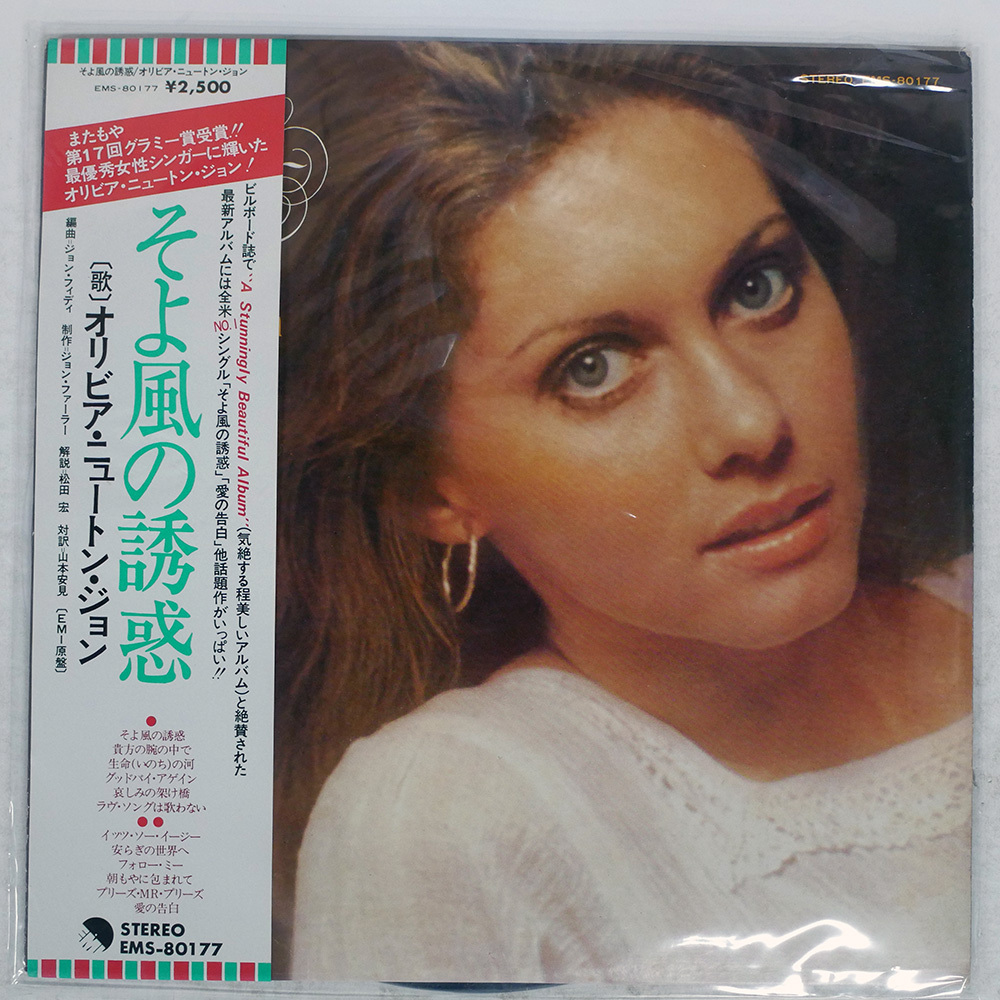 そよ風の誘惑/オリビア・ニュートン・ジョン
EMS-80177 ¥2,500
またもや
第17回グラミー賞受賞!!
最優秀女性シンガーに輝いた
オリビア・ニュートン・ジョン!
ビルボード誌で“A Stunningly Beautiful Album”(気絶する程美しいアルバム)と絶賛された
最新アルバムには全米NO.1シングル「そよ風の誘惑」「愛の告白」他話題作がいっぱい!!
そよ風の誘惑
〔歌〕オリビア・ニュートン・ジョン
編曲=ジョン・フィディ 制作=ジョン・ファーラー 解説=松田 宏 対訳=山本安見 〔EMI原盤〕
●
そよ風の誘惑
貴方の腕の中で
生命(いのち)の河
グッドバイ・アゲイン
哀しみの架け橋
ラヴ・ソングは歌わない
●●
イッツ・ソー・イージー
安らぎの世界へ
フォロー・ミー
朝もやに包まれて
プリーズ・MR・プリーズ
愛の告白
STEREO
EMS-80177
STEREO EMS-80177